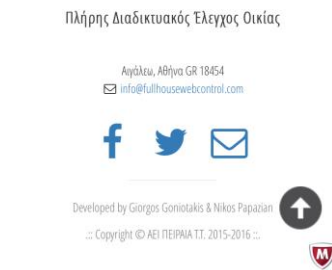 Πλήρης Διαδικτυακός Έλεγχος Οικίας
Αιγάλεω, Αθήνα GR 18454
info@fullhousewebcontrol.com
Developed by Giorgos Goniotakis & Nikos Papazian
.:: Copyright © ΑΕΙ ΠΕΙΡΑΙΑ Τ.Τ. 2015-2016 ::.